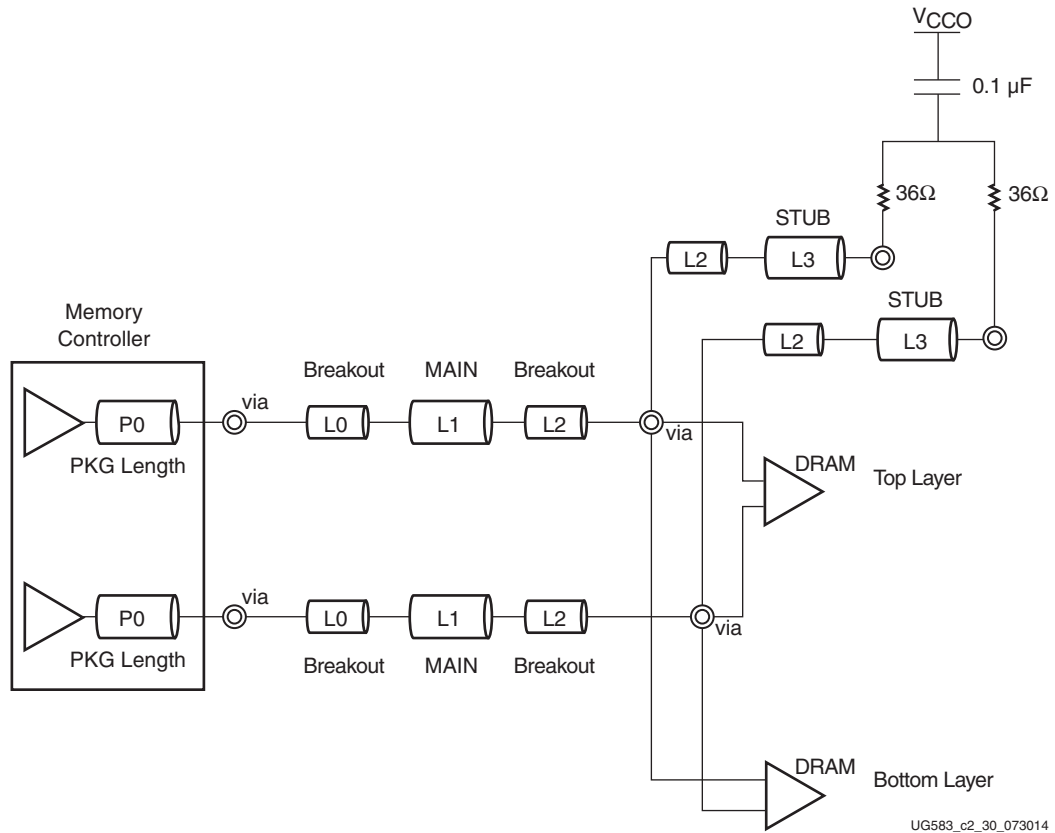 VCCO
0.1 µF
36Ω
36Ω
STUB
L2
L3
STUB
L2
L3
Memory
Controller
Breakout
MAIN
Breakout
P0
via
L0
L1
L2
via
PKG Length
DRAM
Top Layer
P0
via
L0
L1
L2
via
PKG Length
Breakout
MAIN
Breakout
DRAM
Bottom Layer
UG583_c2_30_073014